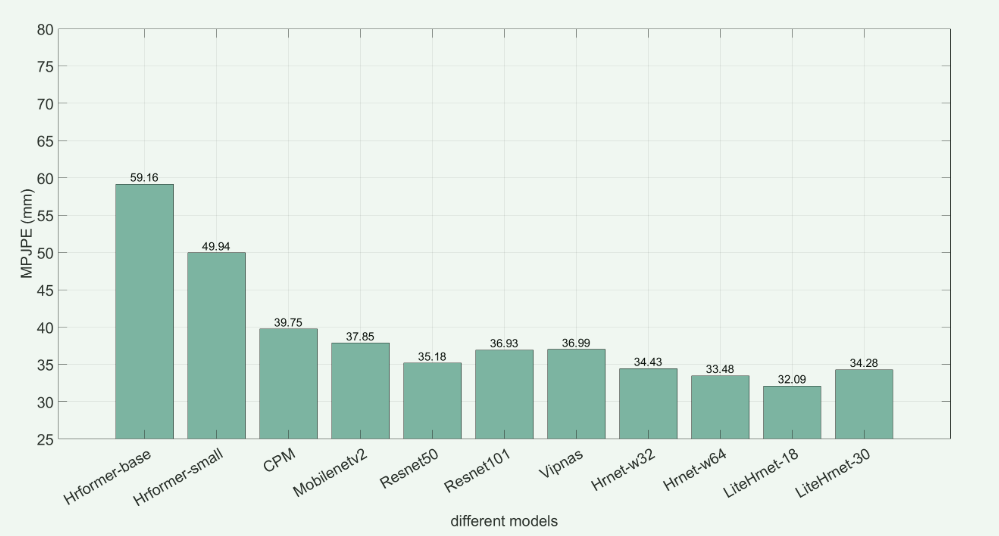 80
75
70
65
60
55
50
45
40
35
30
25
MPJPE (mm)
59.16
49.94
39.75
37.85
35.18
36.93
36.99
34.43
33.48
32.09
34.28
Hrformer-base
Hrformer-small
CPM
Mobilenetv2
Resnet50
Resnet101
Vipnas
Hrnet-w32
Hrnet-w64
LiteHrnet-18
LiteHrnet-30
different models